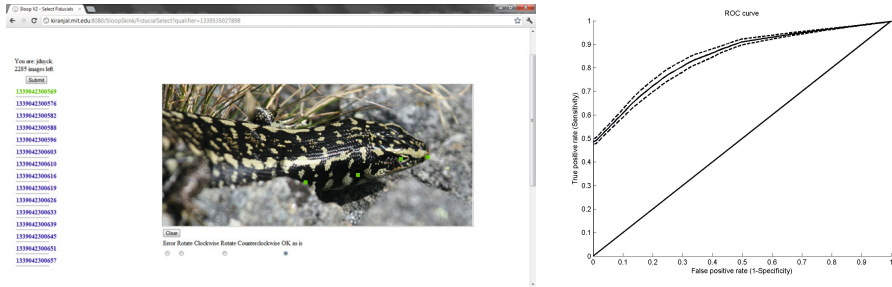 Sloop V2 - Select Fiducials
kiranjal.mit.edu:8080/SloopSkink/FiducialSelect?qualifier=1339535027898
You are: jduyck.
2285 images left
Submit
1339042300569
1339042300576
1339042300582
1339042300588
1339042300596
1339042300603
1339042300610
1339042300616
1339042300619
1339042300626
1339042300633
1339042300639
1339042300645
1339042300651
1339042300657
Clear
Error Rotate Clockwise Rotate Counterclockwise OK as is
ROC curve
True positive rate (Sensitivity)
1
0.9
0.8
0.7
0.6
0.5
0.4
0.3
0.2
0.1
0
0 0.1 0.2 0.3 0.4 0.5 0.6 0.7 0.8 0.9 1
False positive rate (1-Specificity)